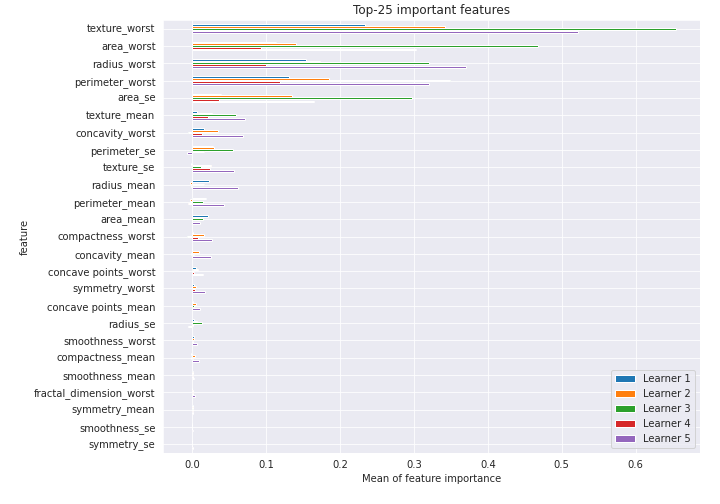 Top-25 important features
texture_worst
area_worst
radius_worst
perimeter_worst
area_se
texture_mean
concavity_worst
perimeter_se
texture_se
radius_mean
perimeter_mean
area_mean
compactness_worst
concavity_mean
concave points_worst
symmetry_worst
concave points_mean
radius_se
smoothness_worst
compactness_mean
smoothness_mean
fractal_dimension_worst
symmetry_mean
smoothness_se
symmetry_se
feature
Learner 1
Learner 2
Learner 3
Learner 4
Learner 5
0.0 0.1 0.2 0.3 0.4 0.5 0.6
Mean of feature importance